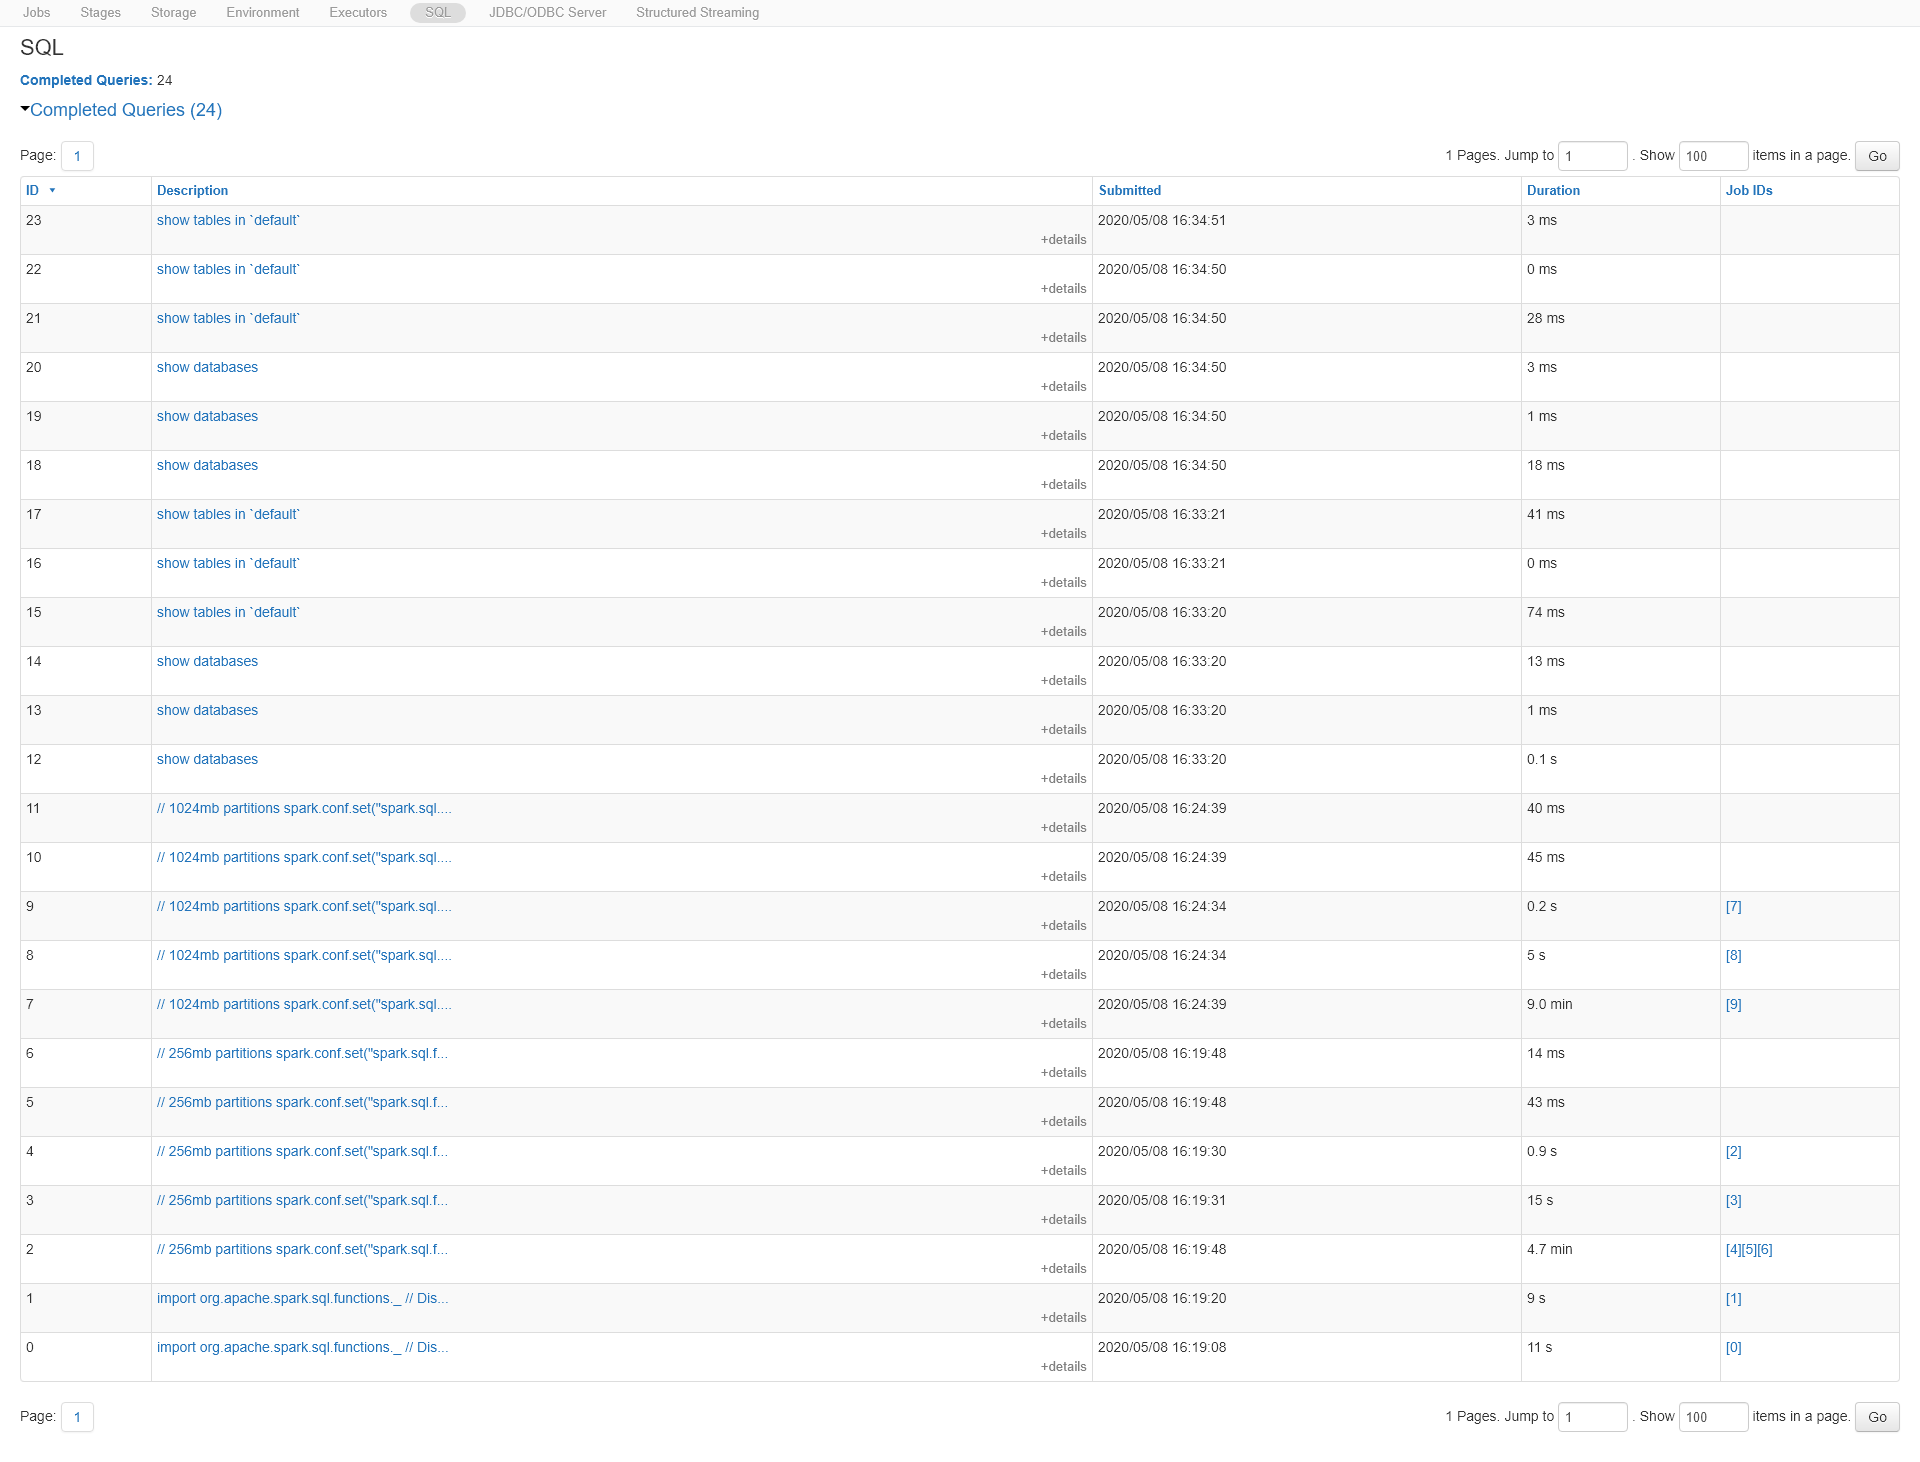 Jobs Stages Storage Environment Executors SQL JDBC/ODBC Server Structured Streaming
SQL
Completed Queries: 24
Completed Queries (24)
Page: 1 1 Pages. Jump to 1 . Show 100 items in a page. Go
ID Description Submitted Duration Job IDs
23 show tables in `default` 2020/05/08 16:34:51 3 ms
+details
22 show tables in `default` 2020/05/08 16:34:50 0 ms
+details
21 show tables in `default` 2020/05/08 16:34:50 28 ms
+details
20 show databases 2020/05/08 16:34:50 3 ms
+details
19 show databases 2020/05/08 16:34:50 1 ms
+details
18 show databases 2020/05/08 16:34:50 18 ms
+details
17 show tables in `default` 2020/05/08 16:33:21 41 ms
+details
16 show tables in `default` 2020/05/08 16:33:21 0 ms
+details
15 show tables in `default` 2020/05/08 16:33:20 74 ms
+details
14 show databases 2020/05/08 16:33:20 13 ms
+details
13 show databases 2020/05/08 16:33:20 1 ms
+details
12 show databases 2020/05/08 16:33:20 0.1 s
+details
11 // 1024mb partitions spark.conf.set("spark.sql.... 2020/05/08 16:24:39 40 ms
+details
10 // 1024mb partitions spark.conf.set("spark.sql.... 2020/05/08 16:24:39 45 ms
+details
9 // 1024mb partitions spark.conf.set("spark.sql.... 2020/05/08 16:24:34 0.2 s [7]
+details
8 // 1024mb partitions spark.conf.set("spark.sql.... 2020/05/08 16:24:34 5 s [8]
+details
7 // 1024mb partitions spark.conf.set("spark.sql.... 2020/05/08 16:24:39 9.0 min [9]
+details
6 // 256mb partitions spark.conf.set("spark.sql.f... 2020/05/08 16:19:48 14 ms
+details
5 // 256mb partitions spark.conf.set("spark.sql.f... 2020/05/08 16:19:48 43 ms
+details
4 // 256mb partitions spark.conf.set("spark.sql.f... 2020/05/08 16:19:30 0.9 s [2]
+details
3 // 256mb partitions spark.conf.set("spark.sql.f... 2020/05/08 16:19:31 15 s [3]
+details
2 // 256mb partitions spark.conf.set("spark.sql.f... 2020/05/08 16:19:48 4.7 min [4][5][6]
+details
1 import org.apache.spark.sql.functions._ // Dis... 2020/05/08 16:19:20 9 s [1]
+details
0 import org.apache.spark.sql.functions._ // Dis... 2020/05/08 16:19:08 11 s [0]
+details
Page: 1 1 Pages. Jump to 1 . Show 100 items in a page. Go